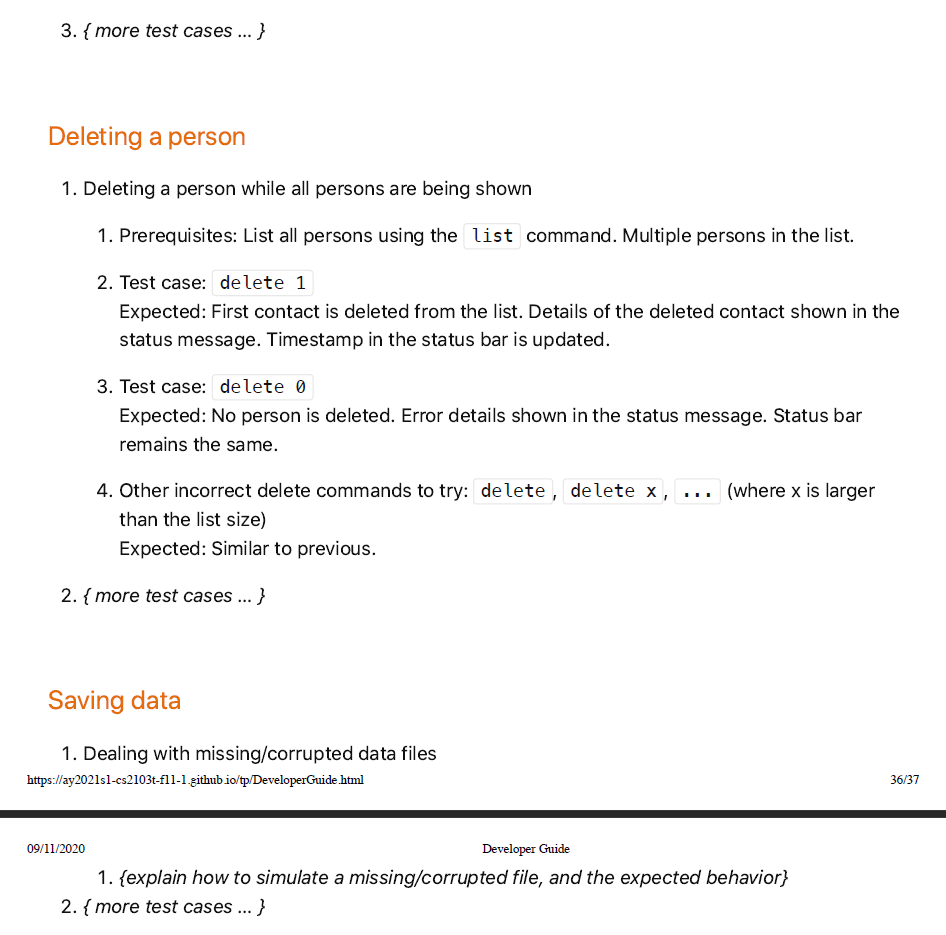 3. { more test cases ... }
Deleting a person
1. Deleting a person while all persons are being shown
1. Prerequisites: List all persons using the list command. Multiple persons in the list.
2. Test case: delete 1
Expected: First contact is deleted from the list. Details of the deleted contact shown in the
status message. Timestamp in the status bar is updated.
3. Test case: delete 0
Expected: No person is deleted. Error details shown in the status message. Status bar
remains the same.
4. Other incorrect delete commands to try: delete, delete x, ... (where x is larger
than the list size)
Expected: Similar to previous.
2. { more test cases ... }
Saving data
1. Dealing with missing/corrupted data files
https://ay2021s1-cs2103t-f11-1.github.io/tp/DeveloperGuide.html 36/37
09/11/2020 Developer Guide
1. {explain how to simulate a missing/corrupted file, and the expected behavior}
2. { more test cases ... }